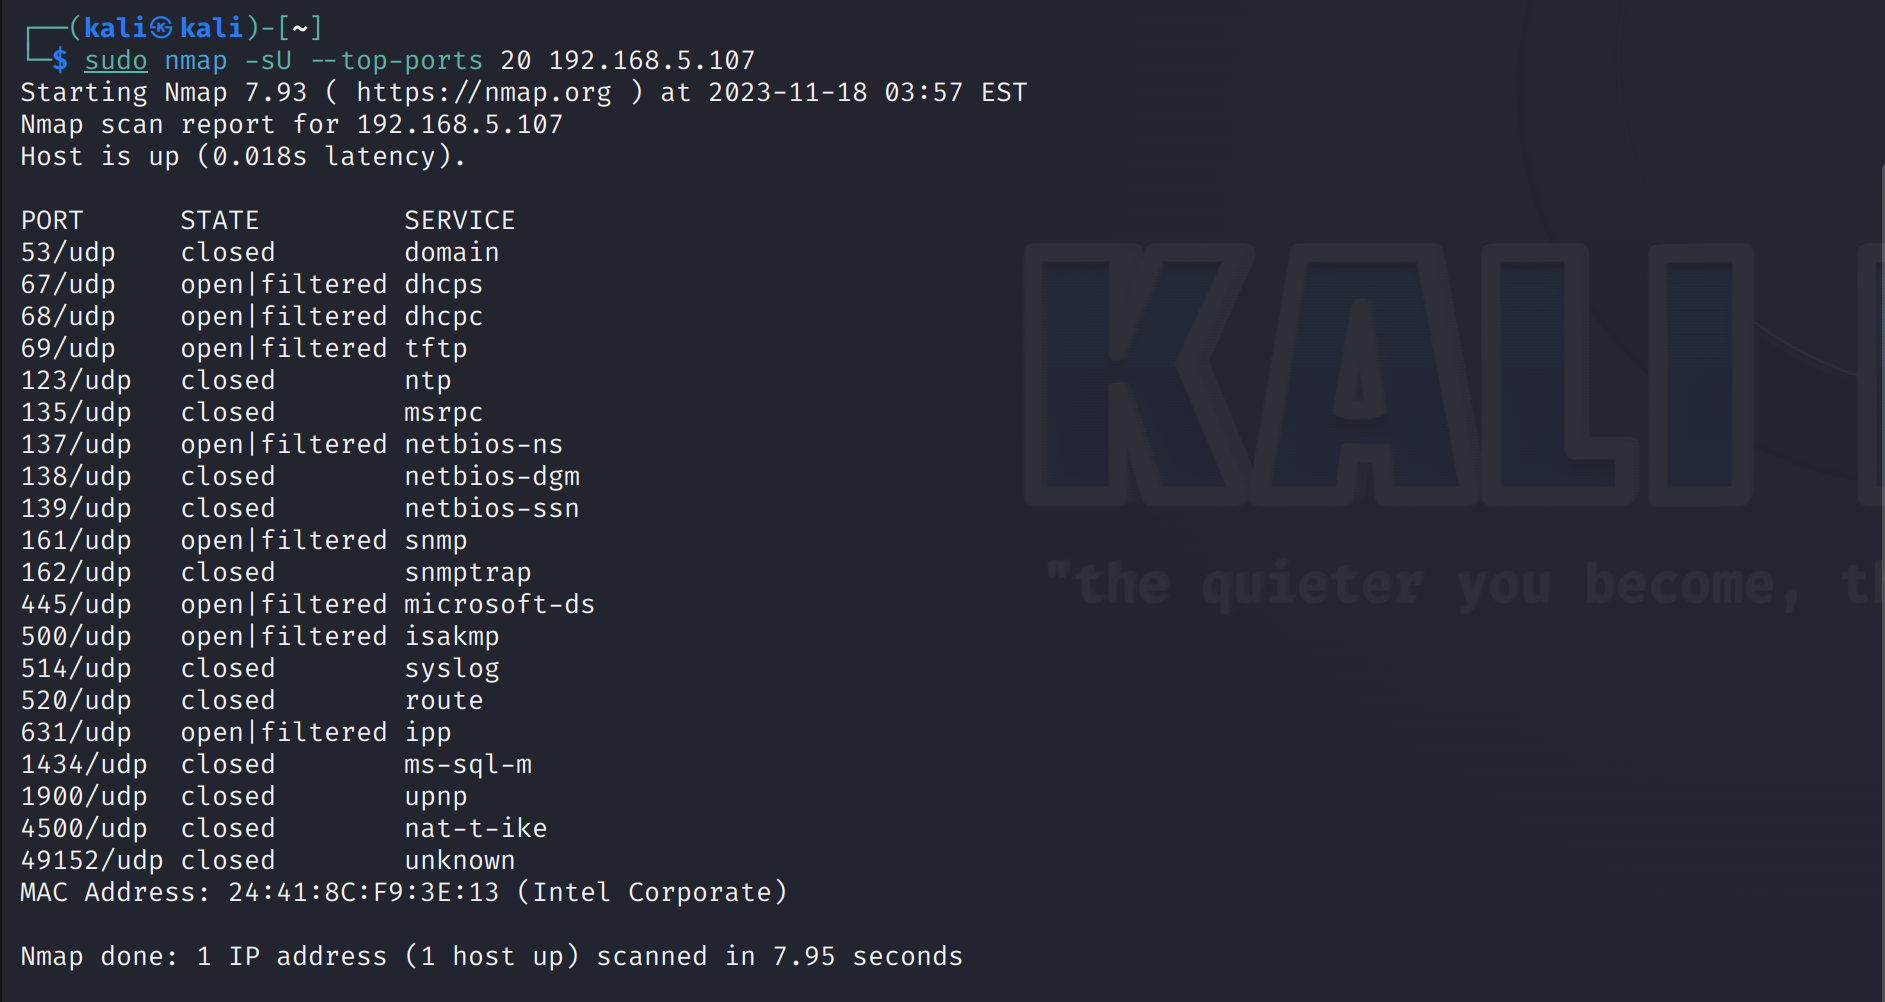 ┌──(kali㉿kali)-[~]
└─$ sudo nmap -sU --top-ports 20 192.168.5.107
Starting Nmap 7.93 ( https://nmap.org ) at 2023-11-18 03:57 EST
Nmap scan report for 192.168.5.107
Host is up (0.018s latency).

PORT      STATE         SERVICE
53/udp    closed        domain
67/udp    open|filtered dhcps
68/udp    open|filtered dhcpc
69/udp    open|filtered tftp
123/udp   closed        ntp
135/udp   closed        msrpc
137/udp   open|filtered netbios-ns
138/udp   closed        netbios-dgm
139/udp   closed        netbios-ssn
161/udp   open|filtered snmp
162/udp   closed        snmptrap
445/udp   open|filtered microsoft-ds
500/udp   open|filtered isakmp
514/udp   closed        syslog
520/udp   closed        route
631/udp   open|filtered ipp
1434/udp  closed        ms-sql-m
1900/udp  closed        upnp
4500/udp  closed        nat-t-ike
49152/udp closed        unknown
MAC Address: 24:41:8C:F9:3E:13 (Intel Corporate)

Nmap done: 1 IP address (1 host up) scanned in 7.95 seconds
KALI
"the quieter you become,